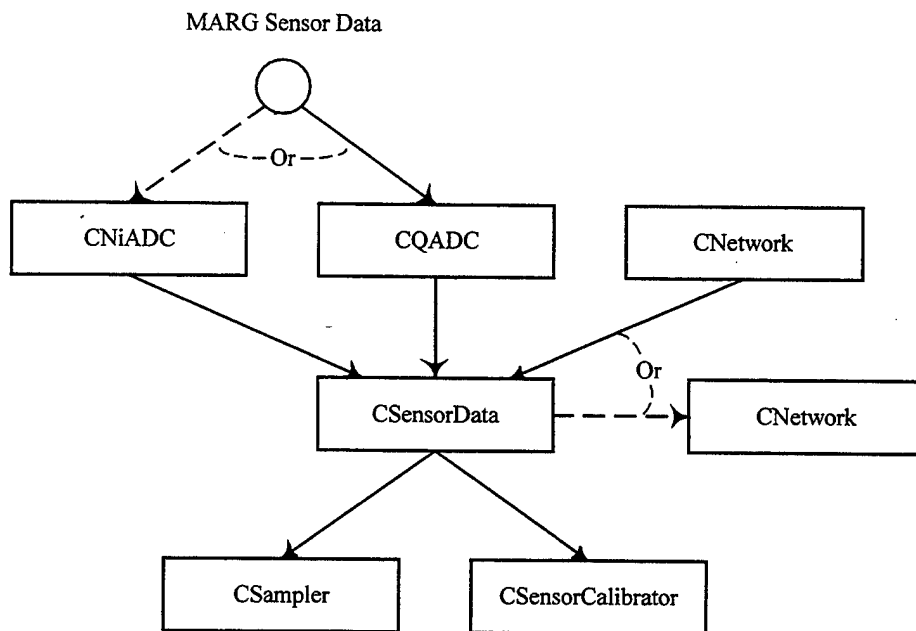 MARG Sensor Data
Or
CNiADC
CQADC
CNetwork
Or
CSensorData
CNetwork
CSampler
CSensorCalibrator